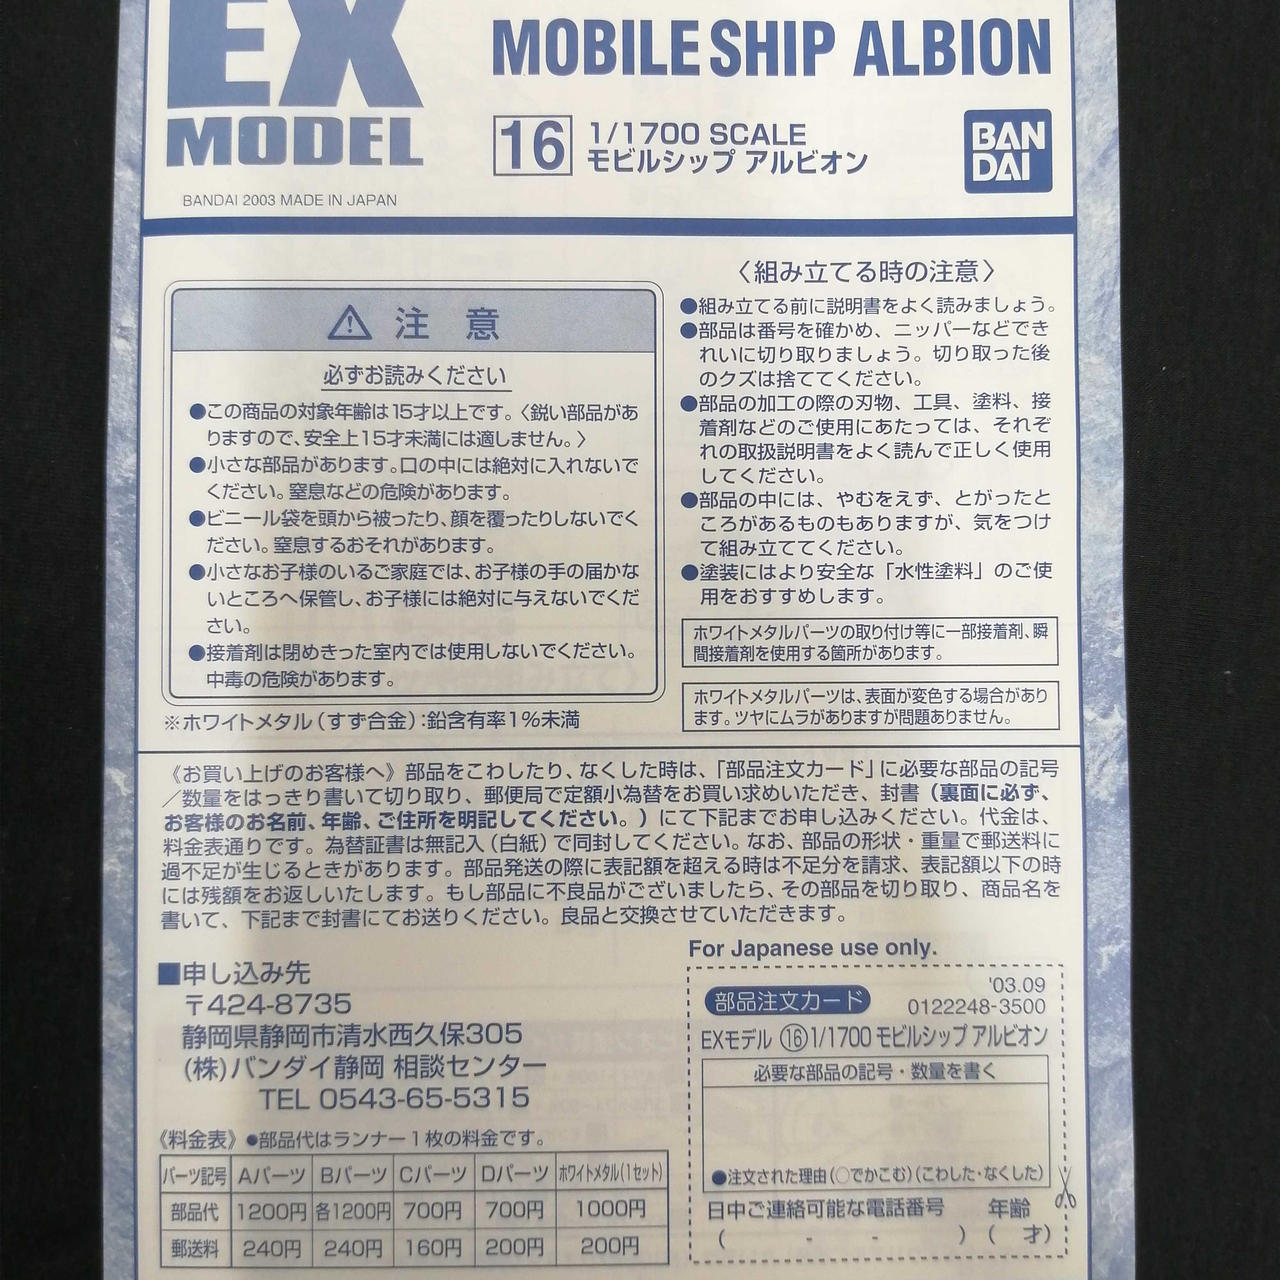 EX
MODEL
MOBILE SHIP ALBION
16
1/1700 SCALE
モビルシップ アルビオン
BAN
DAI
BANDAI 2003 MADE IN JAPAN
⚠ 注 意
必ずお読みください
●この商品の対象年齢は15才以上です。〈鋭い部品があ
りますので、安全上15才未満には適しません。〉
●小さな部品があります。口の中には絶対に入れないで
ください。窒息などの危険があります。
●ビニール袋を頭から被ったり、顔を覆ったりしないでく
ださい。窒息するおそれがあります。
●小さなお子様のいるご家庭では、お子様の手の届かな
いところへ保管し、お子様には絶対に与えないでくだ
さい。
●接着剤は閉めきった室内では使用しないでください。
中毒の危険があります。
※ホワイトメタル（すず合金）：鉛含有率1％未満
〈組み立てる時の注意〉
●組み立てる前に説明書をよく読みましょう。
●部品は番号を確かめ、ニッパーなどでき
れいに切り取りましょう。切り取った後
のクズは捨ててください。
●部品の加工の際の刃物、工具、塗料、接
着剤などのご使用にあたっては、それぞ
れの取扱説明書をよく読んで正しく使用
してください。
●部品の中には、やむをえず、とがったと
ころがあるものもありますが、気をつけ
て組み立ててください。
●塗装にはより安全な「水性塗料」のご使
用をおすすめします。
ホワイトメタルパーツの取り付け等に一部接着剤、瞬
間接着剤を使用する箇所があります。
ホワイトメタルパーツは、表面が変色する場合があり
ます。ツヤにムラがありますが問題ありません。
《お買い上げのお客様へ》部品をこわしたり、なくした時は、「部品注文カード」に必要な部品の記号
／数量をはっきり書いて切り取り、郵便局で定額小為替をお買い求めいただき、封書（裏面に必ず、
お客様のお名前、年齢、ご住所を明記してください。）にて下記までお申し込みください。代金は、
料金表通りです。為替証書は無記入（白紙）で同封してください。なお、部品の形状・重量で郵送料に
過不足が生じるときがあります。部品発送の際に表記額を超える時は不足分を請求、表記額以下の時
には残額をお返しいたします。もし部品に不良品がございましたら、その部品を切り取り、商品名を
書いて、下記まで封書にてお送りください。良品と交換させていただきます。
■申し込み先
〒424-8735
静岡県静岡市清水西久保305
(株)バンダイ静岡 相談センター
TEL 0543-65-5315
《料金表》●部品代はランナー1枚の料金です。
パーツ記号 Aパーツ Bパーツ Cパーツ Dパーツ ホワイトメタル(1セット)
部品代 1200円 各1200円 700円 700円 1000円
郵送料 240円 240円 160円 200円 200円
For Japanese use only.
'03.09
部品注文カード 0122248-3500
EXモデル ⑯1/1700 モビルシップ アルビオン
必要な部品の記号・数量を書く
●注文された理由（○でかこむ）（こわした・なくした）
日中ご連絡可能な電話番号 年齢
( - - ) ( 才)